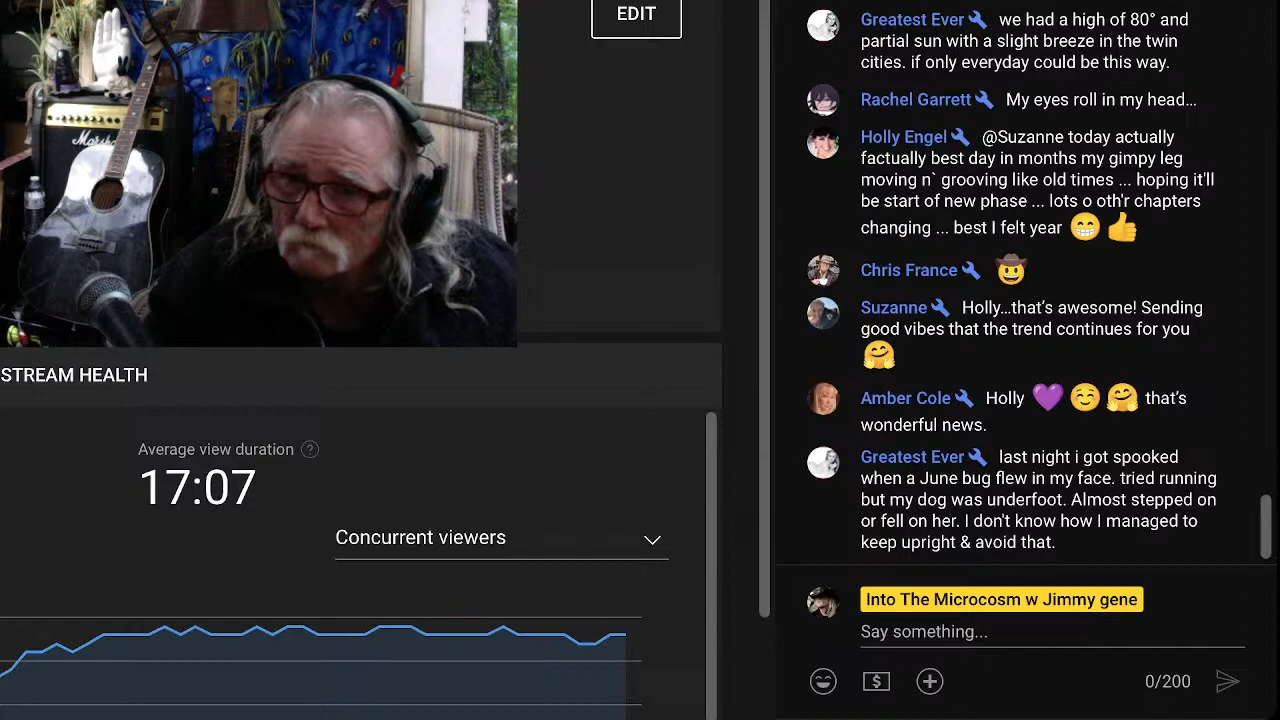 EDIT
Marshall
STREAM HEALTH
Average view duration ?
17:07
Concurrent viewers
Greatest Ever we had a high of 80° and
partial sun with a slight breeze in the twin
cities. if only everyday could be this way.
Rachel Garrett My eyes roll in my head...
Holly Engel @Suzanne today actually
factually best day in months my gimpy leg
moving n` grooving like old times ... hoping it'll
be start of new phase ... lots o oth'r chapters
changing ... best I felt year 😁👍
Chris France 🤠
Suzanne Holly...that's awesome! Sending
good vibes that the trend continues for you
🤗
Amber Cole Holly 💜☺️🤗 that's
wonderful news.
Greatest Ever last night i got spooked
when a June bug flew in my face. tried running
but my dog was underfoot. Almost stepped on
or fell on her. I don't know how I managed to
keep upright & avoid that.
Into The Microcosm w Jimmy gene
Say something...
$ 0/200